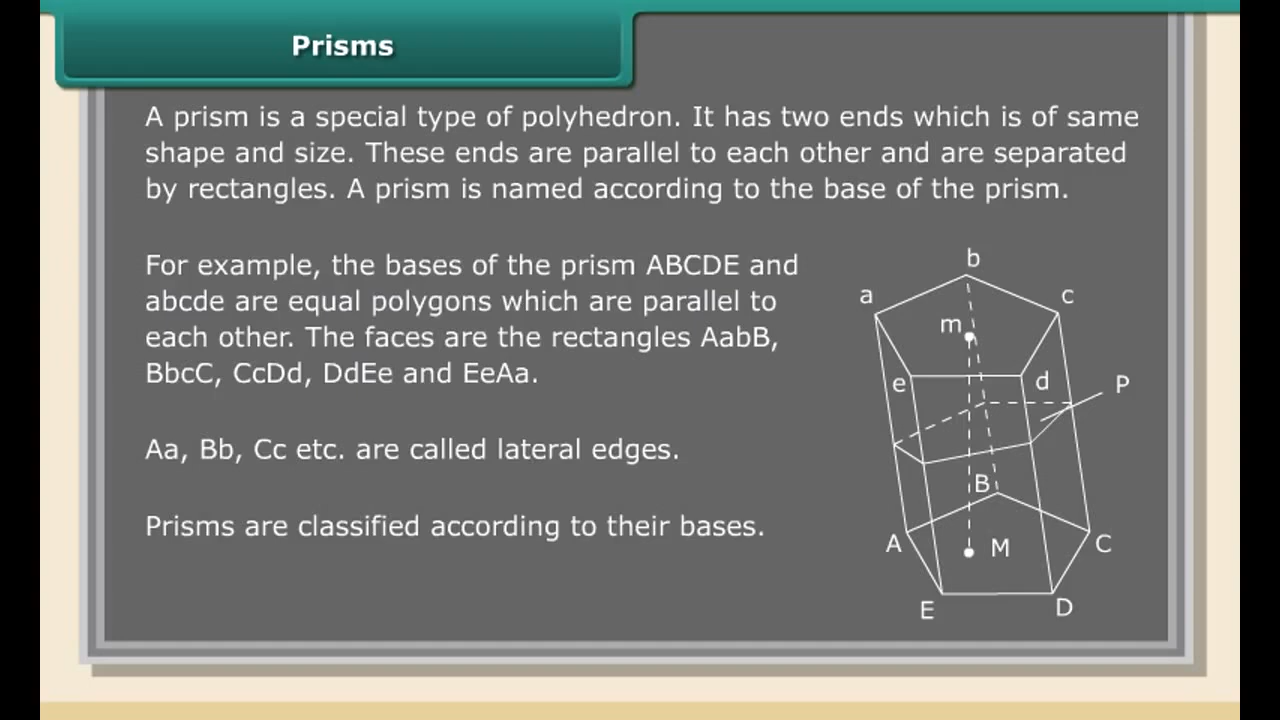 Prisms
A prism is a special type of polyhedron. It has two ends which is of same
shape and size. These ends are parallel to each other and are separated
by rectangles. A prism is named according to the base of the prism.
For example, the bases of the prism ABCDE and
abcde are equal polygons which are parallel to
each other. The faces are the rectangles AabB,
BbcC, CcDd, DdEe and EeAa.
Aa, Bb, Cc etc. are called lateral edges.
Prisms are classified according to their bases.
b
a
c
m
e
d
P
B
A
M
C
E
D